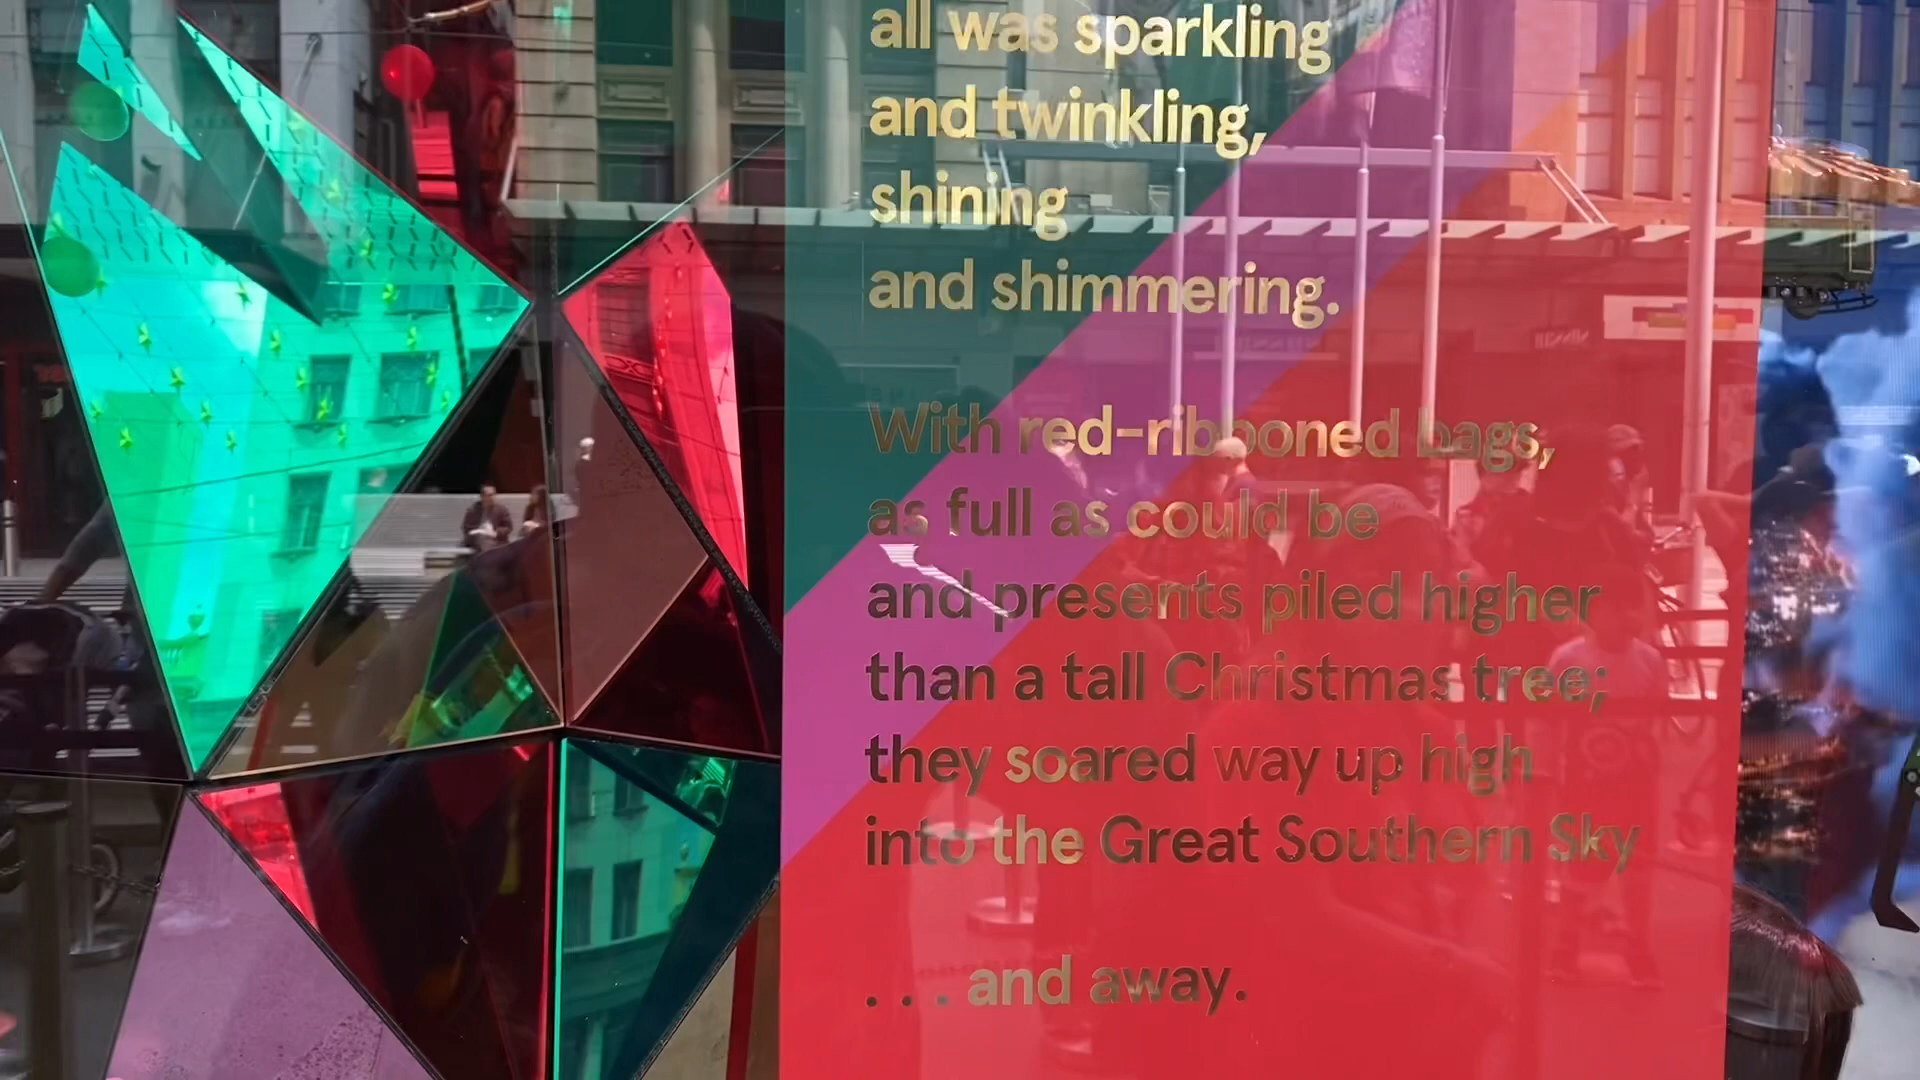 all was sparkling
and twinkling,
shining
and shimmering.
With red-ribboned bags,
as full as could be
and presents piled higher
than a tall Christmas tree;
they soared way up high
into the Great Southern Sky
. . . and away.